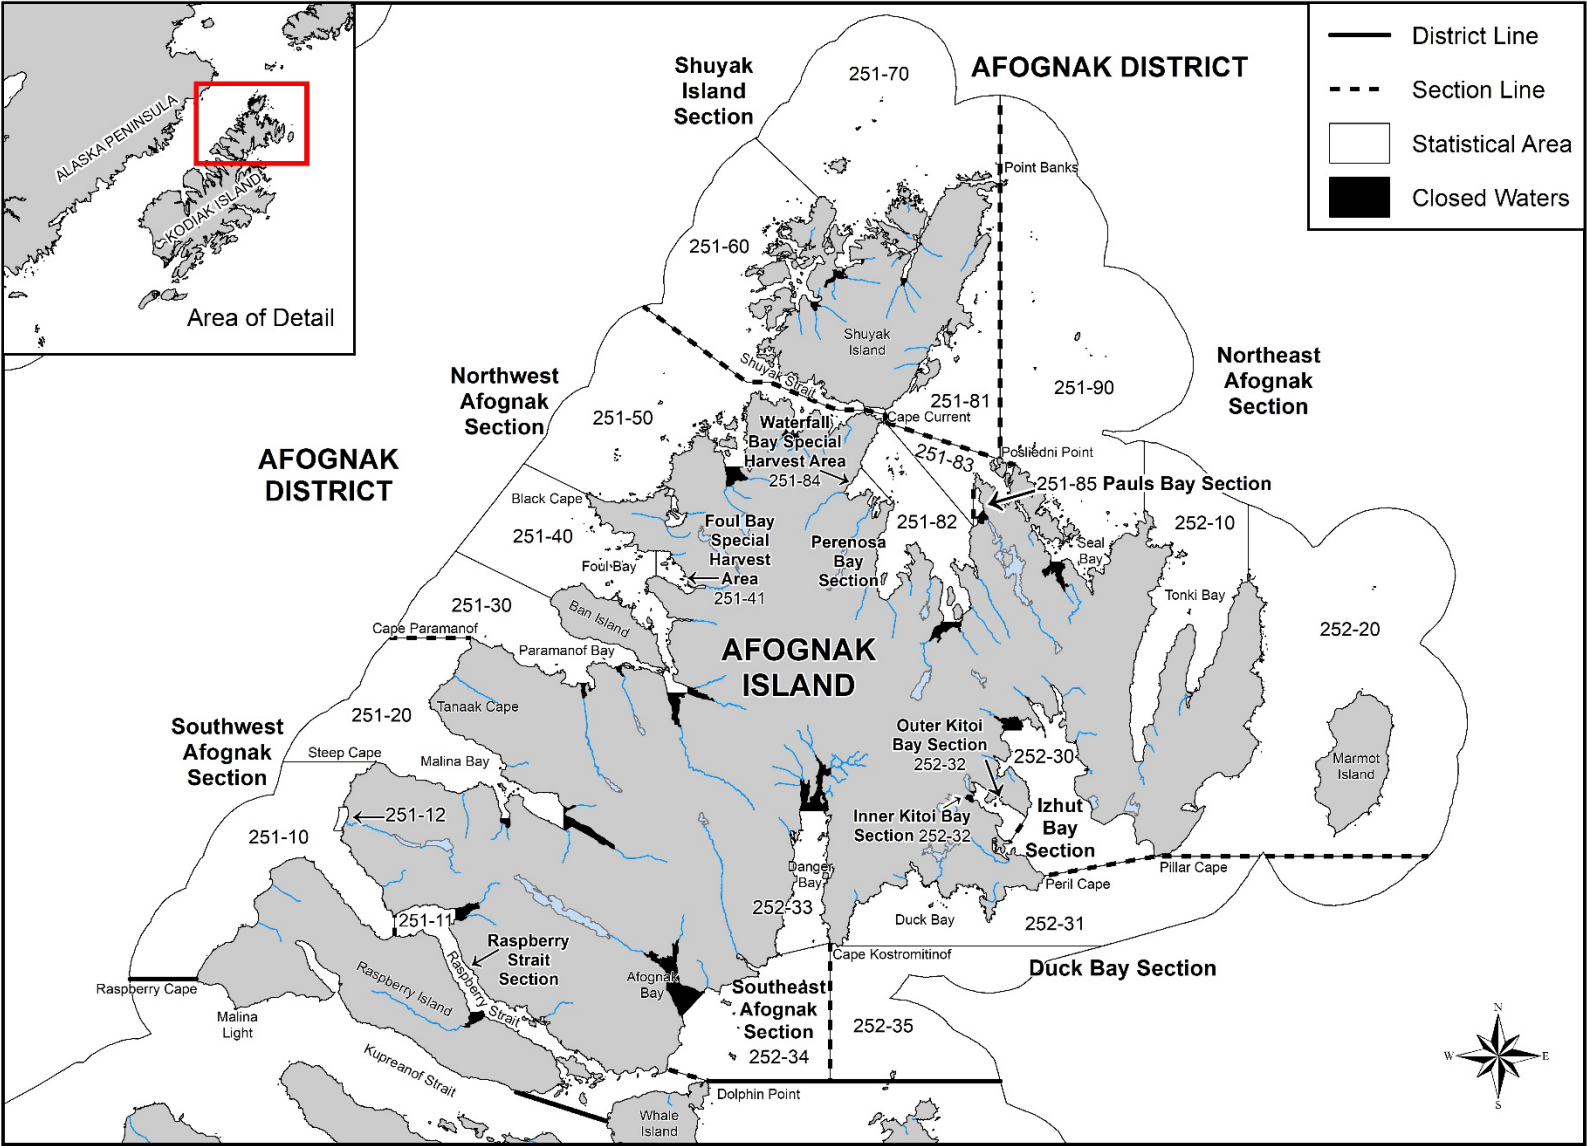 ALASKA PENINSULA
KODIAK ISLAND
Area of Detail
District Line
Section Line
Statistical Area
Closed Waters
AFOGNAK DISTRICT
Shuyak
Island
Section
251-70
Point Banks
251-60
Shuyak
Island
Shuyak Strait
Northwest
Afognak
Section
251-50
251-81
251-90
Cape Current
Northeast
Afognak
Section
Waterfall
Bay Special
Harvest Area
251-84
251-83
Posliedni Point
251-85 Pauls Bay Section
AFOGNAK
DISTRICT
Black Cape
251-40
Foul Bay
Foul Bay
Special
Harvest
Area
251-41
Perenosa
Bay
Section
251-82
252-10
Seal
Bay
Tonki Bay
252-20
251-30
Cape Paramanof
Ban Island
Paramanof Bay
AFOGNAK
ISLAND
Tanaak Cape
251-20
Southwest
Afognak
Section
Steep Cape
Malina Bay
Outer Kitoi
Bay Section
252-32
252-30
Marmot
Island
251-12
251-10
Inner Kitoi Bay
Section 252-32
Izhut
Bay
Section
Pillar Cape
Peril Cape
Danger
Bay
252-33
Duck Bay
252-31
251-11
Cape Kostromitinof
Duck Bay Section
Raspberry
Strait
Section
Raspberry Strait
Raspberry Island
Raspberry Cape
Malina
Light
Afognak
Bay
Southeast
Afognak
Section
252-34
252-35
Kupreanof Strait
Dolphin Point
Whale
Island
N
W
E
S